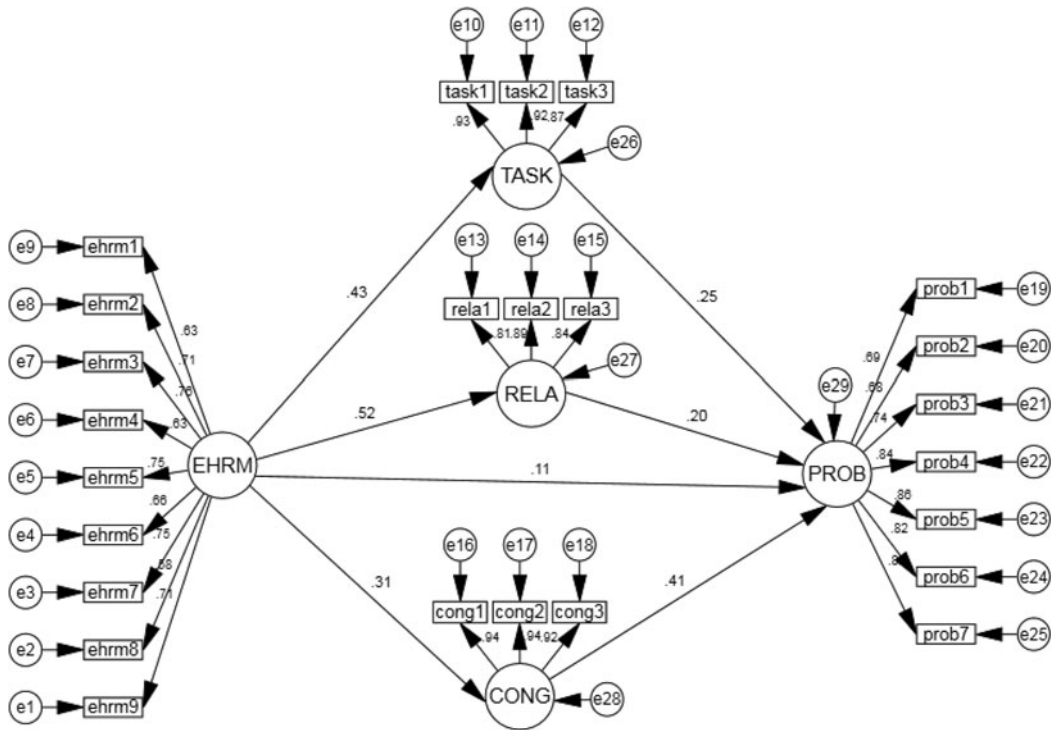 e10 e11 e12
task1 task2 task3
.93 .92 .87
e26
TASK
e13 e14 e15
rela1 rela2 rela3
.81 .89 .84
e27
RELA
e9 ehrm1
e8 ehrm2
e7 ehrm3
e6 ehrm4
e5 ehrm5
e4 ehrm6
e3 ehrm7
e2 ehrm8
e1 ehrm9
.63
.71
.76
.63
.75
.66
.75
.71
EHRM
.43
.52
.11
.31
.25
.20
.41
e16 e17 e18
cong1 cong2 cong3
.94 .94 .92
CONG
e28
e29
PROB
.69
.68
.74
.84
.86
.82
prob1 e19
prob2 e20
prob3 e21
prob4 e22
prob5 e23
prob6 e24
prob7 e25